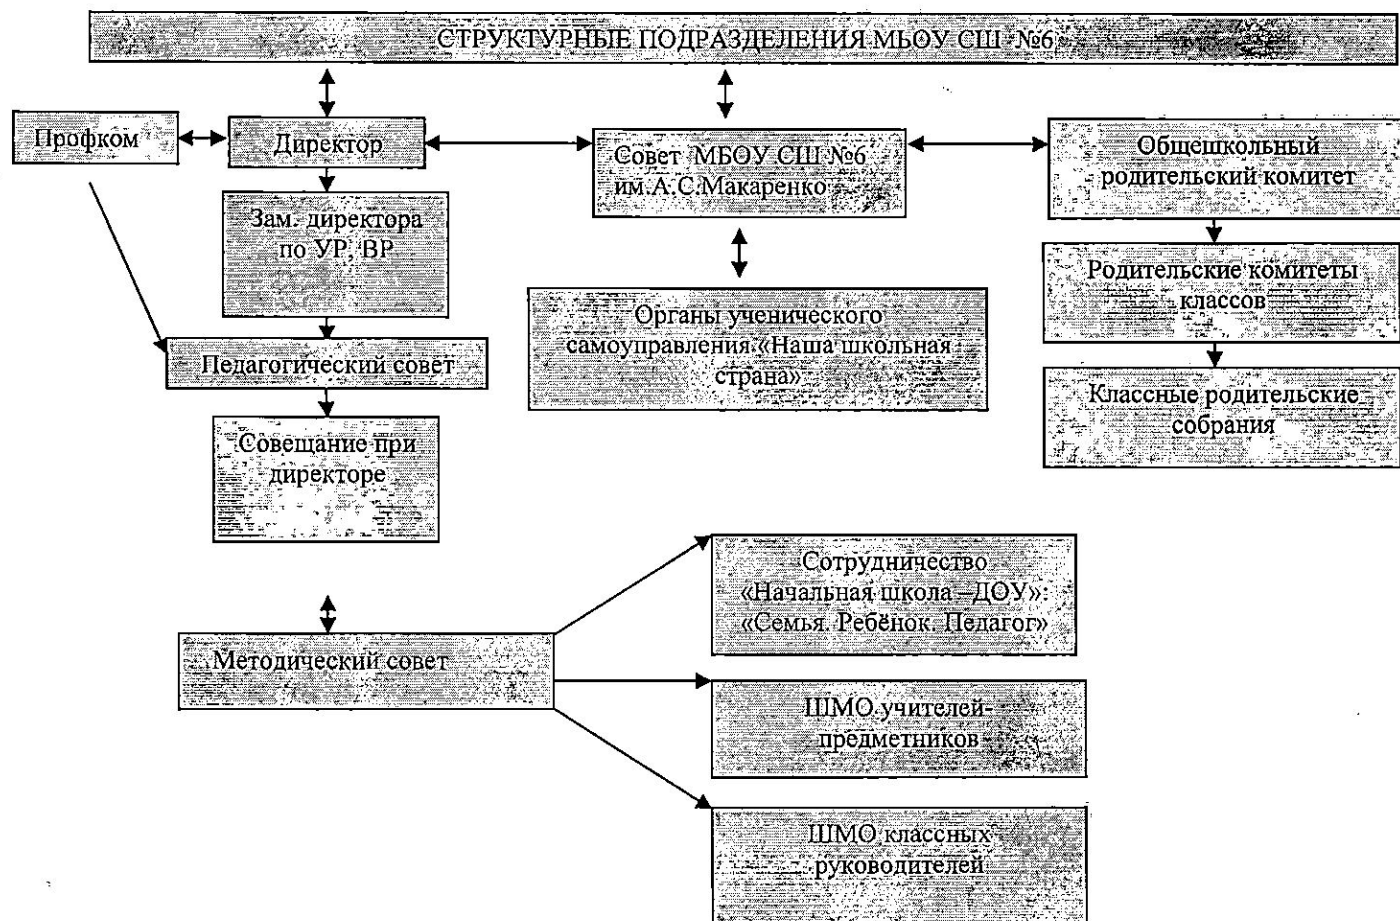 СТРУКТУРНЫЕ ПОДРАЗДЕЛЕНИЯ МБОУ СШ №6
Профком
Директор
Совет МБОУ СШ №6
им.А.С.Макаренко
Общешкольный
родительский комитет
Зам. директора
по УР, ВР
Родительские комитеты
классов
Органы ученического
самоуправления «Наша школьная
страна»
Педагогический совет
Классные родительские
собрания
Совещание при
директоре
Сотрудничество
«Начальная школа –ДОУ»:
«Семья. Ребёнок. Педагог»
Методический совет
ШМО учителей-
предметников
ШМО классных
руководителей